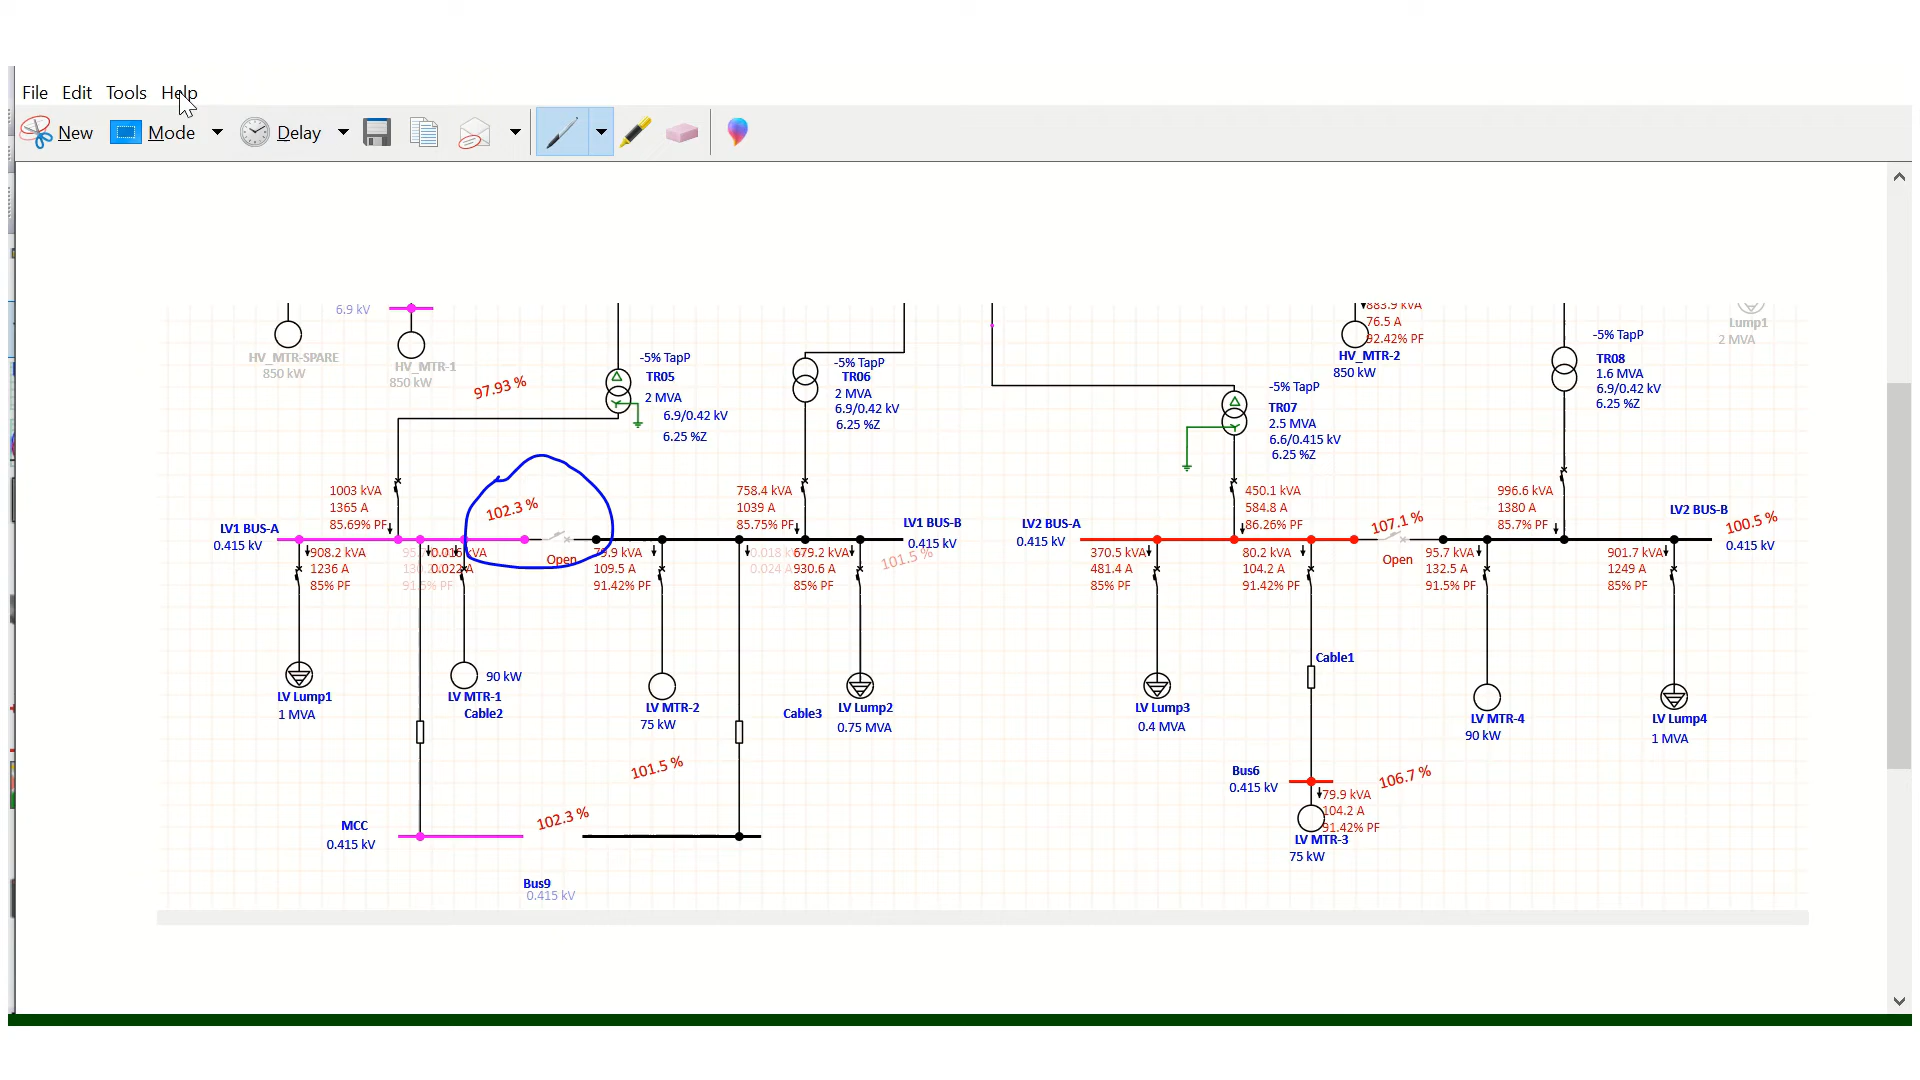 File Edit Tools Help
New Mode Delay
6.9 kV
HV_MTR-SPARE
850 kW
HV_MTR-1
850 kW
97.93 %
-5% TapP
TR05
2 MVA
6.9/0.42 kV
6.25 %Z
-5% TapP
TR06
2 MVA
6.9/0.42 kV
6.25 %Z
-5% TapP
TR07
2.5 MVA
6.6/0.415 kV
6.25 %Z
883.9 kVA
76.5 A
92.42% PF
HV_MTR-2
850 kW
-5% TapP
TR08
1.6 MVA
6.9/0.42 kV
6.25 %Z
Lump1
2 MVA
1003 kVA
1365 A
85.69% PF
102.3 %
758.4 kVA
1039 A
85.75% PF
450.1 kVA
584.8 A
86.26% PF
107.1 %
996.6 kVA
1380 A
85.7% PF
LV1 BUS-A
0.415 kV
LV1 BUS-B
0.415 kV
LV2 BUS-A
0.415 kV
LV2 BUS-B
0.415 kV
100.5 %
Open
Open
908.2 kVA
1236 A
85% PF
0.016 kVA
0.022 A
91.5% PF
79.9 kVA
109.5 A
91.42% PF
0.018
0.024 A
679.2 kVA
930.6 A
85% PF
101.5 %
370.5 kVA
481.4 A
85% PF
80.2 kVA
104.2 A
91.42% PF
95.7 kVA
132.5 A
91.5% PF
901.7 kVA
1249 A
85% PF
LV Lump1
1 MVA
90 kW
LV MTR-1
Cable2
LV MTR-2
75 kW
Cable3
LV Lump2
0.75 MVA
LV Lump3
0.4 MVA
Cable1
LV MTR-4
90 kW
LV Lump4
1 MVA
101.5 %
102.3 %
MCC
0.415 kV
Bus9
0.415 kV
Bus6
0.415 kV
106.7 %
79.9 kVA
104.2 A
91.42% PF
LV MTR-3
75 kW